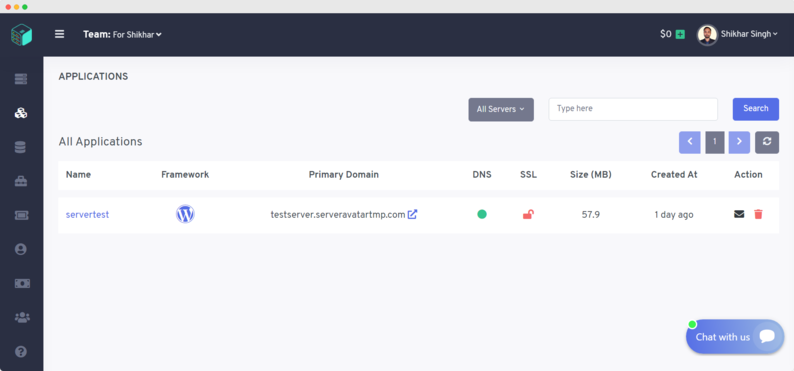 Team: For Shikhar
$0
Shikhar Singh
APPLICATIONS
All Servers
Type here
Search
All Applications
1
Name Framework Primary Domain DNS SSL Size (MB) Created At Action
servertest testserver.serveravatartmp.com 57.9 1 day ago
Chat with us